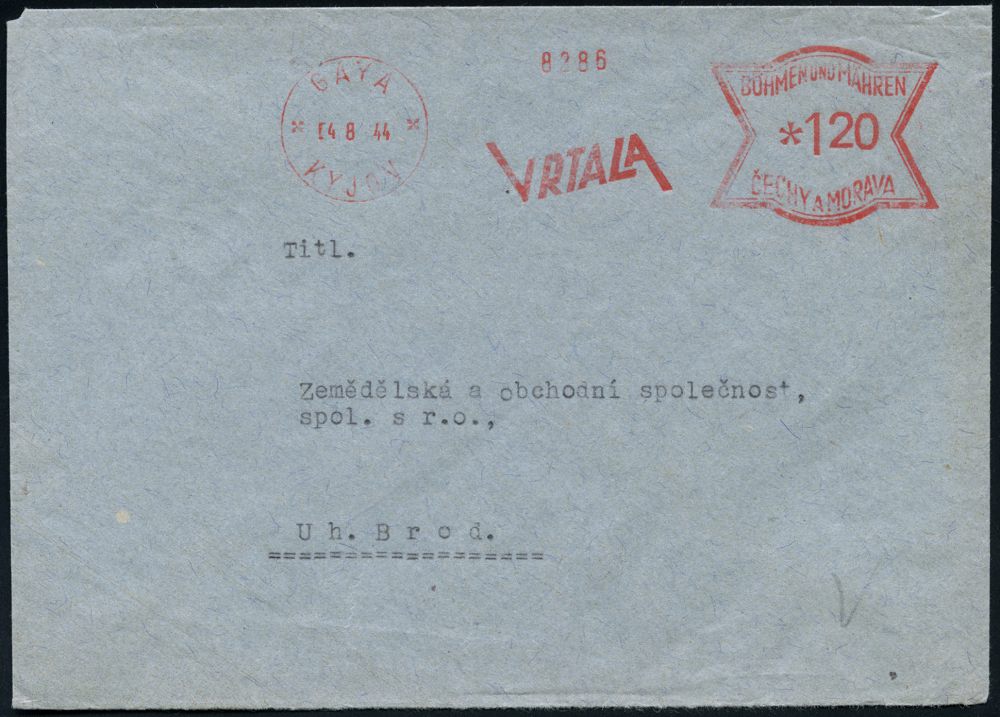 8286
GAYA
* 14 8 44 *
KYJOV
VRTALA
BÖHMEN UND MÄHREN
*120
ČECHY A MORAVA
Titl.
Zemědělská a obchodní společnost,
spol. s r.o.,
Uh. Brod.
==================